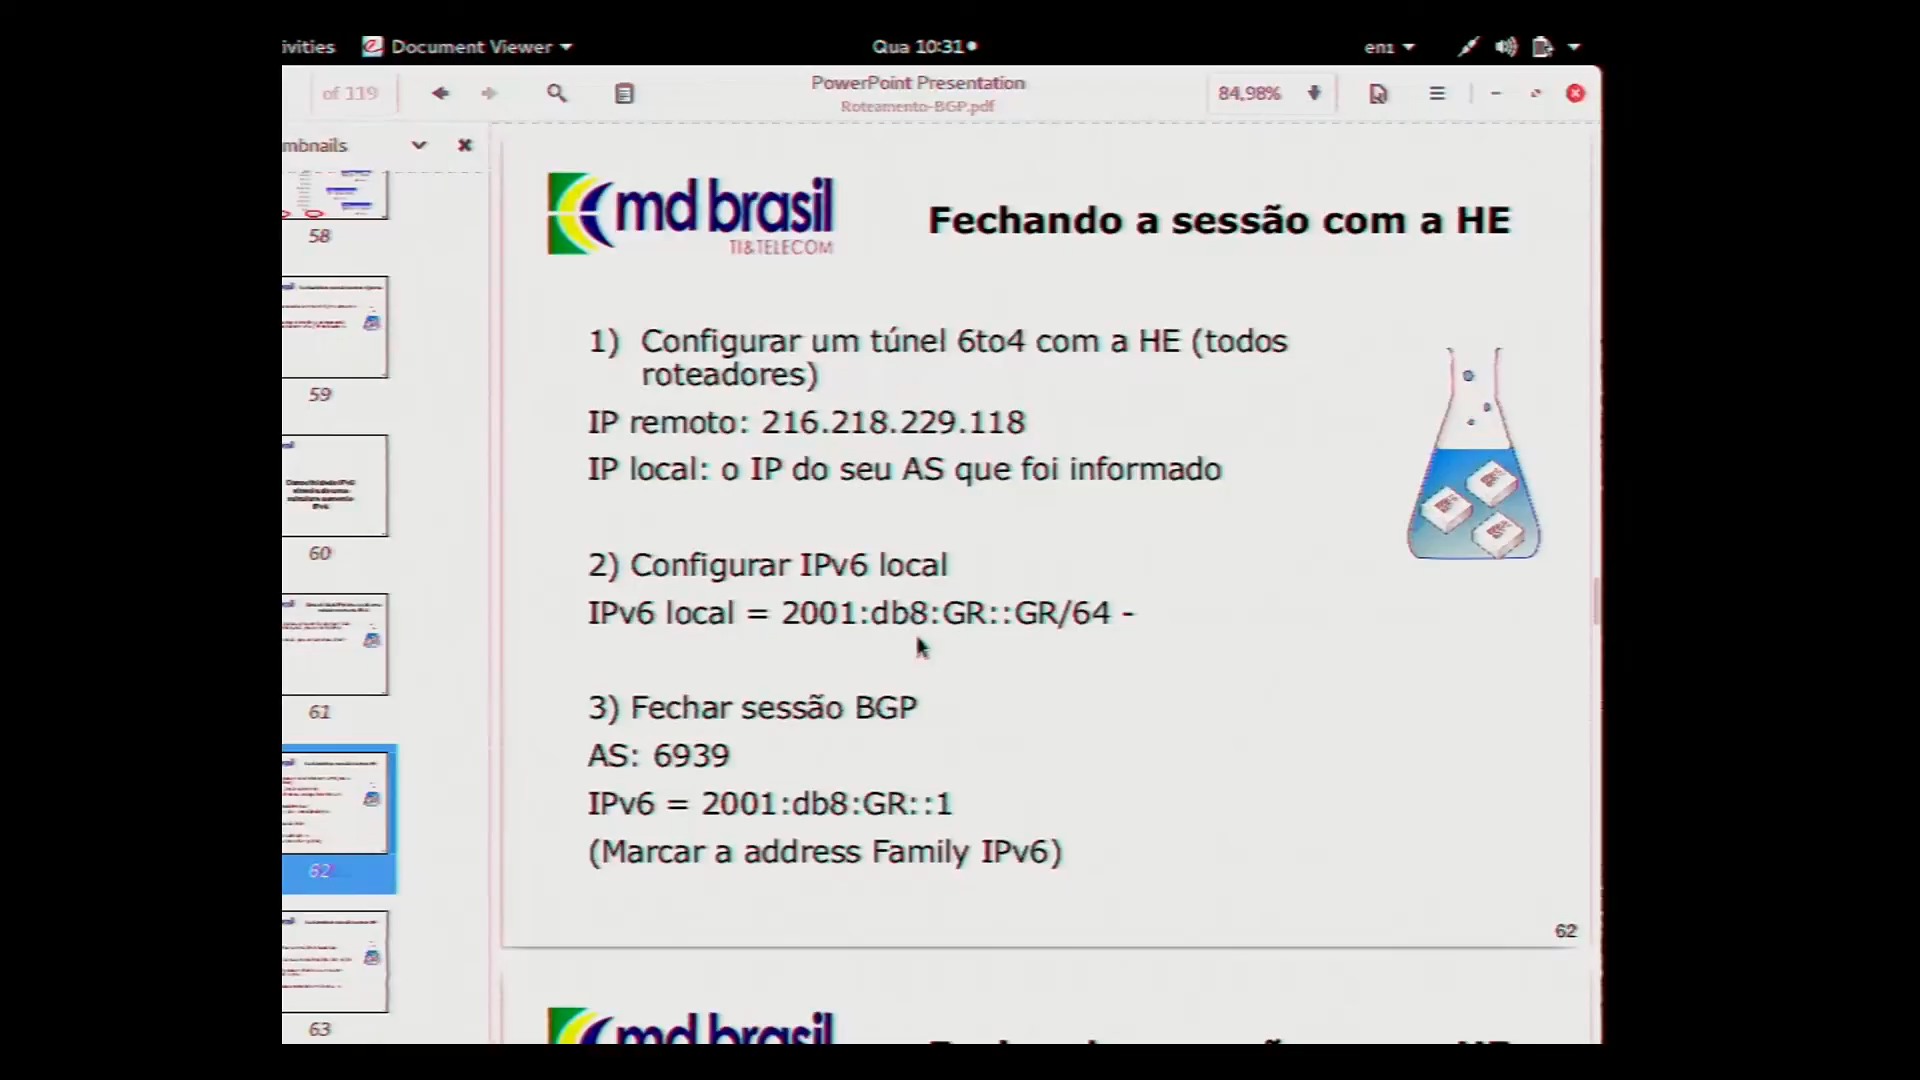 ivities
Document Viewer
Qua 10:31
en1
of 119
PowerPoint Presentation
Roteamento-BGP.pdf
84,98%
mbnails
58
59
60
61
62
63
md brasil
TI&TELECOM
Fechando a sessão com a HE
1) Configurar um túnel 6to4 com a HE (todos
roteadores)
IP remoto: 216.218.229.118
IP local: o IP do seu AS que foi informado
2) Configurar IPv6 local
IPv6 local = 2001:db8:GR::GR/64 -
3) Fechar sessão BGP
AS: 6939
IPv6 = 2001:db8:GR::1
(Marcar a address Family IPv6)
62
md brasil